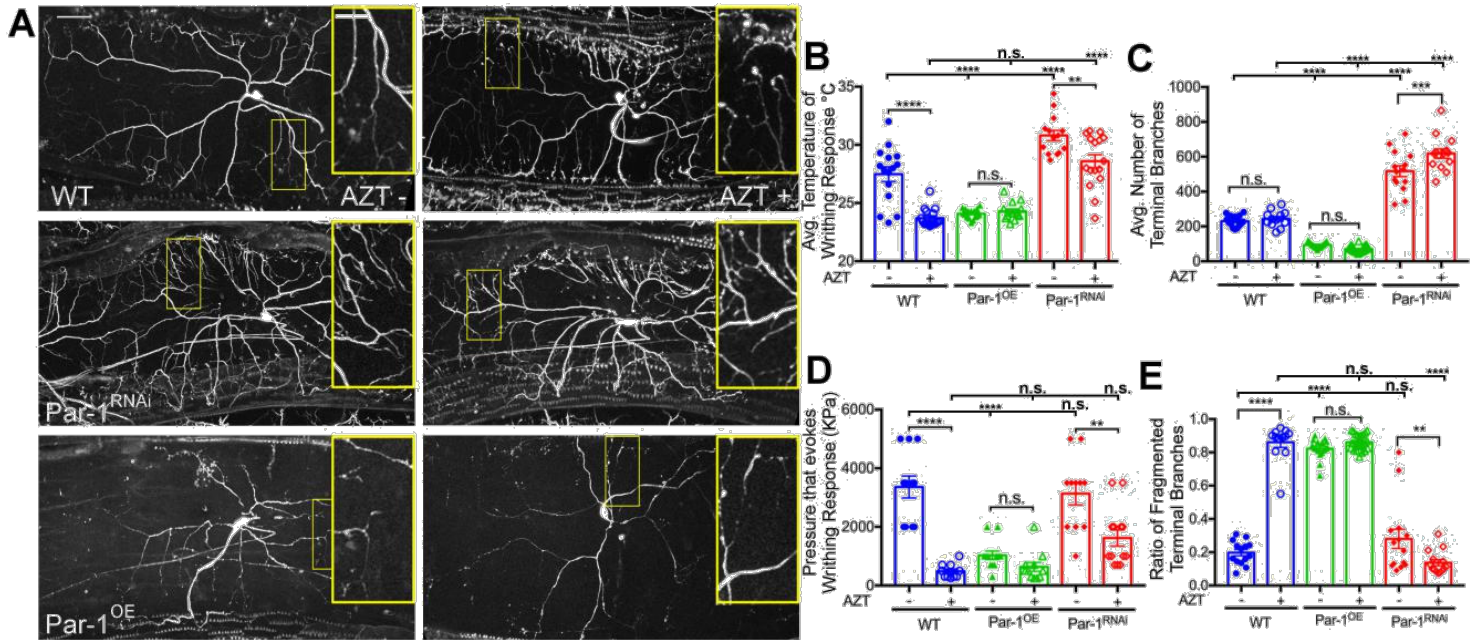 A
WT
AZT -
AZT +
Par-1RNAi
Par-1OE
B
n.s.
****
****
****
****
**
****
n.s.
Avg. Temperature of
Writhing Response °C
35
30
25
20
AZT
- + - + - +
WT
Par-1OE
Par-1RNAi
C
****
****
****
****
****
***
n.s.
n.s.
Avg. Number of
Terminal Branches
1000
800
600
400
200
0
AZT
- + - + - +
WT
Par-1OE
Par-1RNAi
D
n.s.
n.s.
****
n.s.
****
**
n.s.
Pressure that evokes
Writhing Response (KPa)
6000
4000
2000
0
AZT
- + - + - +
WT
Par-1OE
Par-1RNAi
E
n.s.
****
****
n.s.
****
n.s.
**
Ratio of Fragmented
Terminal Branches
1.0
0.8
0.6
0.4
0.2
0.0
AZT
- + - + - +
WT
Par-1OE
Par-1RNAi